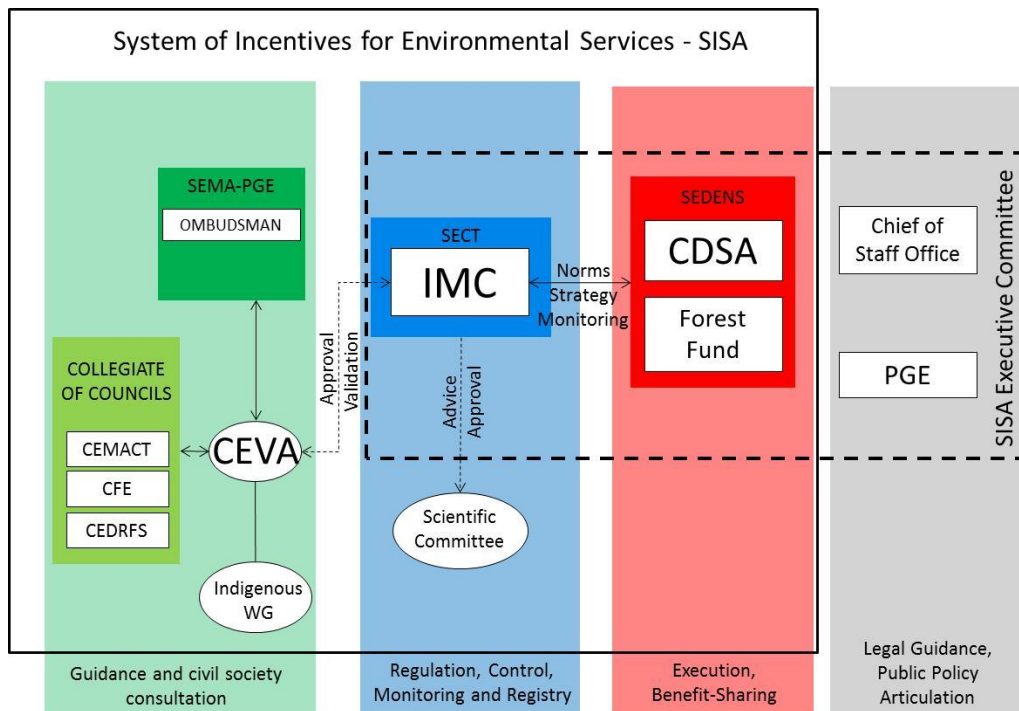 System of Incentives for Environmental Services - SISA
SEMA-PGE
OMBUDSMAN
COLLEGIATE
OF COUNCILS
CEMACT
CFE
CEDRFS
CEVA
Indigenous
WG
Guidance and civil society
consultation
Approval
Validation
SECT
IMC
Advice
Approval
Scientific
Committee
Regulation, Control,
Monitoring and Registry
Norms
Strategy
Monitoring
SEDENS
CDSA
Forest
Fund
Execution,
Benefit-Sharing
Chief of
Staff Office
PGE
SISA Executive Committee
Legal Guidance,
Public Policy
Articulation